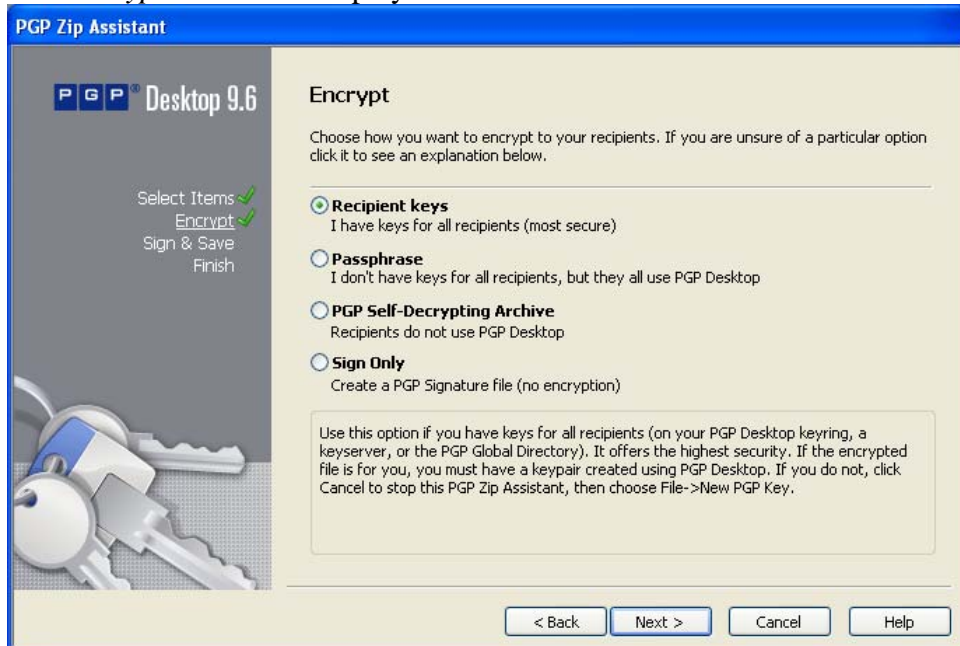 PGP Zip Assistant
PGP® Desktop 9.6
Select Items
Encrypt
Sign & Save
Finish
Encrypt
Choose how you want to encrypt to your recipients. If you are unsure of a particular option
click it to see an explanation below.
Recipient keys
I have keys for all recipients (most secure)
Passphrase
I don't have keys for all recipients, but they all use PGP Desktop
PGP Self-Decrypting Archive
Recipients do not use PGP Desktop
Sign Only
Create a PGP Signature file (no encryption)
Use this option if you have keys for all recipients (on your PGP Desktop keyring, a
keyserver, or the PGP Global Directory). It offers the highest security. If the encrypted
file is for you, you must have a keypair created using PGP Desktop. If you do not, click
Cancel to stop this PGP Zip Assistant, then choose File->New PGP Key.
< Back Next > Cancel Help